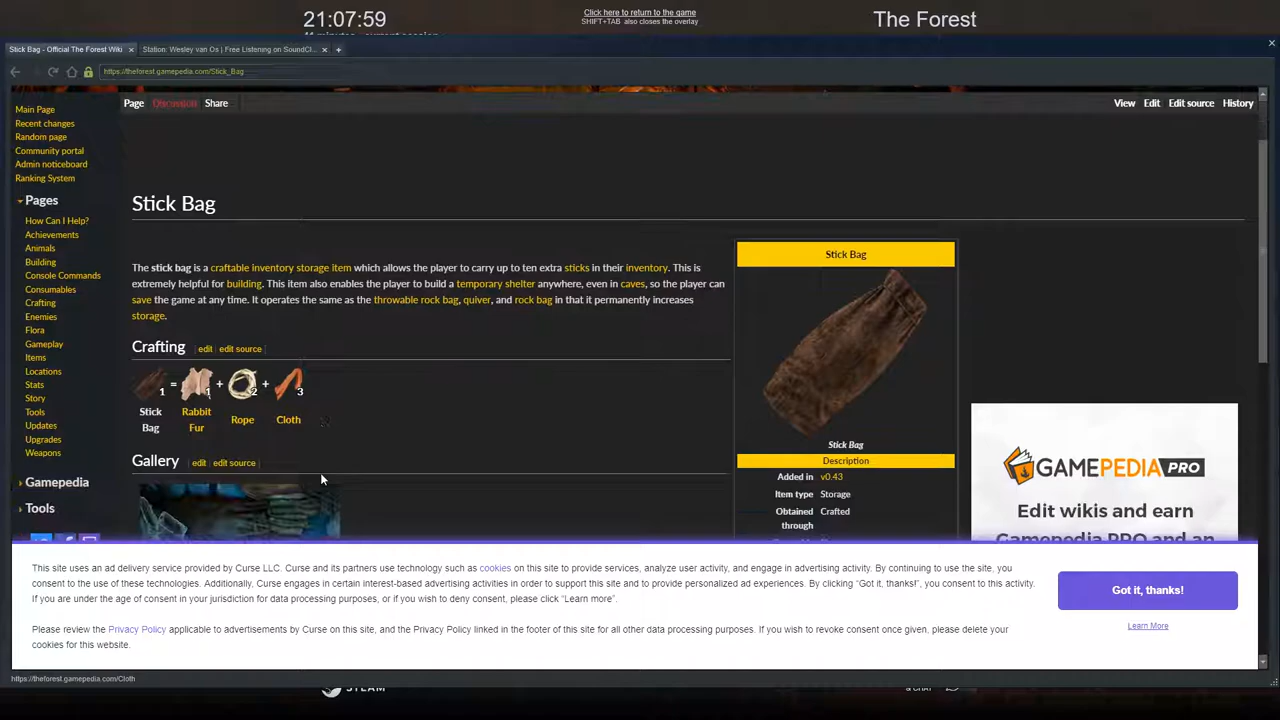 21:07:59
Click here to return to the game
SHIFT+TAB also closes the overlay
The Forest
Stick Bag - Official The Forest Wiki
Station: Wesley van Os | Free Listening on SoundCl...
https://theforest.gamepedia.com/Stick_Bag
Main Page
Recent changes
Random page
Community portal
Admin noticeboard
Ranking System
Pages
How Can I Help?
Achievements
Animals
Building
Console Commands
Consumables
Crafting
Enemies
Flora
Gameplay
Items
Locations
Stats
Story
Tools
Updates
Upgrades
Weapons
Gamepedia
Tools
Page Discussion Share
View Edit Edit source History
Stick Bag
The stick bag is a craftable inventory storage item which allows the player to carry up to ten extra sticks in their inventory. This is
extremely helpful for building. This item also enables the player to build a temporary shelter anywhere, even in caves, so the player can
save the game at any time. It operates the same as the throwable rock bag, quiver, and rock bag in that it permanently increases
storage.
Crafting [ edit | edit source ]
1 = 1 + 2 + 3
Stick Bag
Rabbit Fur
Rope
Cloth
Gallery [ edit | edit source ]
Stick Bag
Stick Bag
Description
Added in v0.43
Item type Storage
Obtained through Crafted
GAMEPEDIA PRO
Edit wikis and earn
Gamepedia PRO and an
This site uses an ad delivery service provided by Curse LLC. Curse and its partners use technology such as cookies on this site to provide services, analyze user activity, and engage in advertising activity. By continuing to use the site, you
consent to the use of these technologies. Additionally, Curse engages in certain interest-based advertising activities in order to support this site and to provide personalized ad experiences. By clicking “Got it, thanks!”, you consent to this activity.
If you are under the age of consent in your jurisdiction for data processing purposes, or if you wish to deny consent, please click “Learn more”.
Please review the Privacy Policy applicable to advertisements by Curse on this site, and the Privacy Policy linked in the footer of this site for all other data processing purposes. If you wish to revoke consent once given, please delete your
cookies for this website.
Got it, thanks!
Learn More
https://theforest.gamepedia.com/Cloth
STEAM